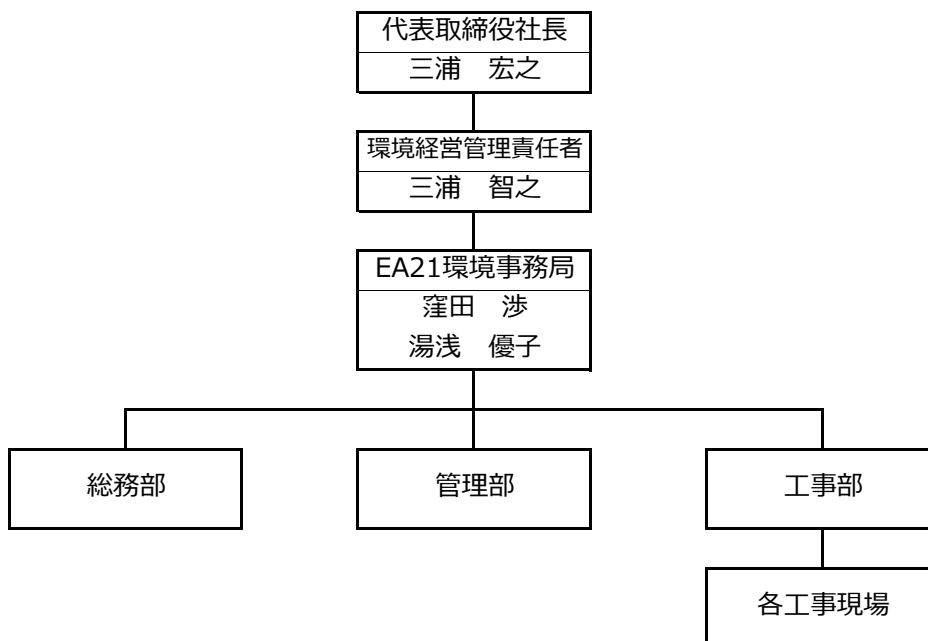 代表取締役社長
三浦　宏之
環境経営管理責任者
三浦　智之
EA21環境事務局
窪田　渉
湯浅　優子
総務部
管理部
工事部
各工事現場